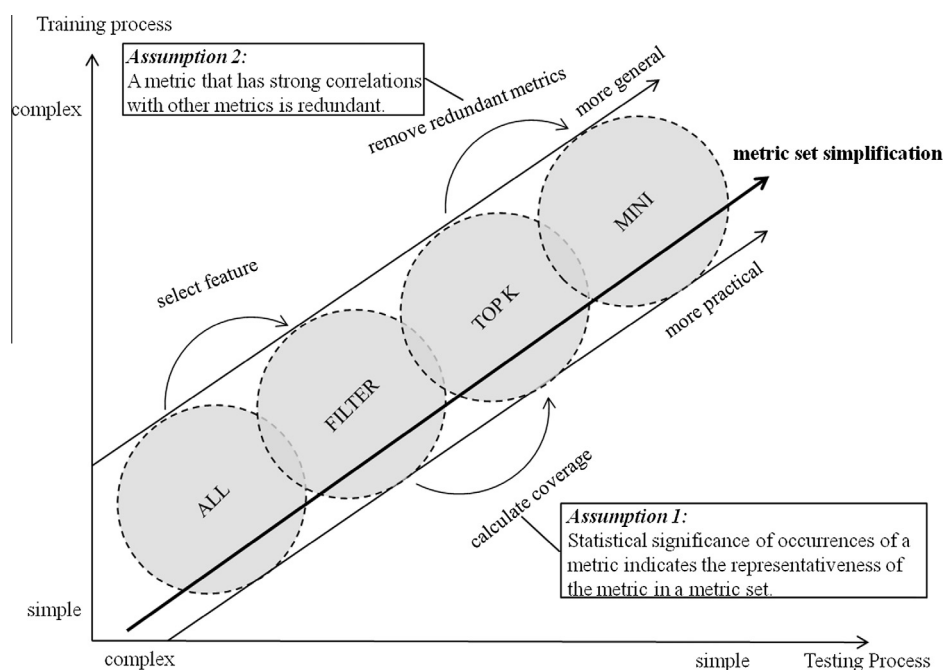 Training process
Assumption 2:
A metric that has strong correlations
with other metrics is redundant.
complex
remove redundant metrics
more general
metric set simplification
MINI
select feature
TOP K
more practical
FILTER
ALL
calculate coverage
Assumption 1:
Statistical significance of occurrences of a
metric indicates the representativeness of
the metric in a metric set.
simple
complex
simple
Testing Process